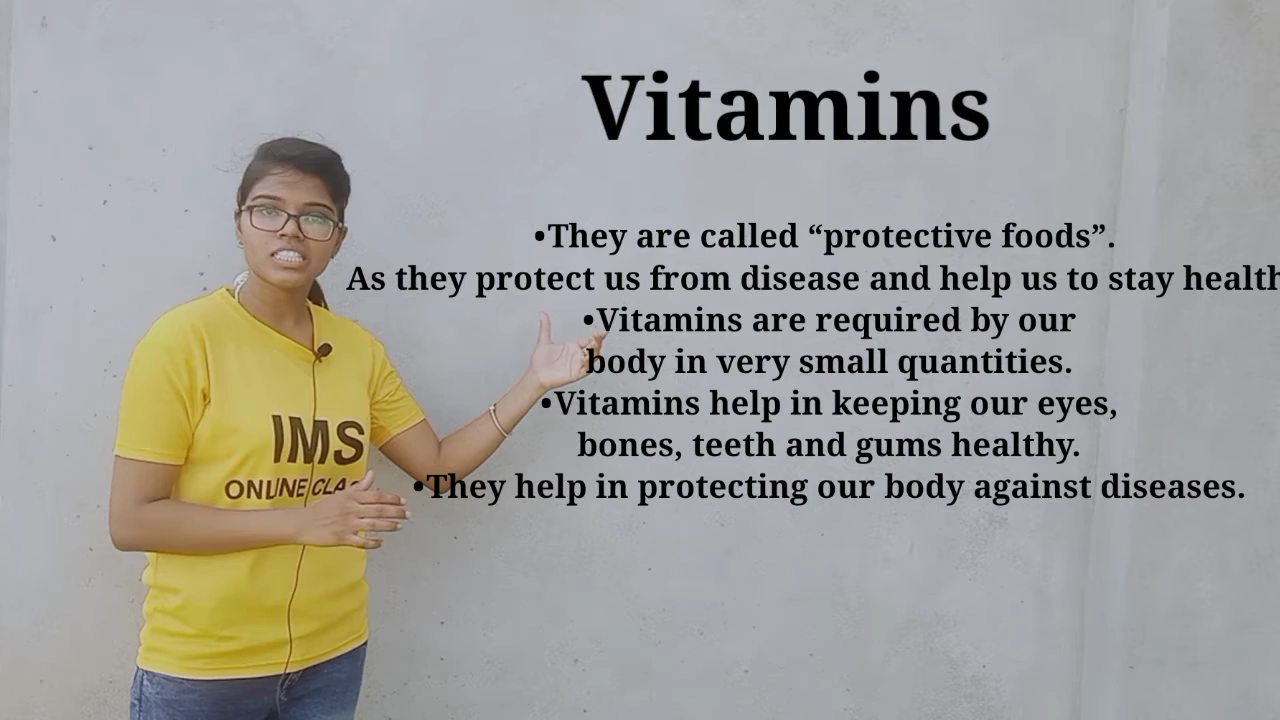 Vitamins
•They are called “protective foods”.
As they protect us from disease and help us to stay health
•Vitamins are required by our
body in very small quantities.
•Vitamins help in keeping our eyes,
bones, teeth and gums healthy.
•They help in protecting our body against diseases.
IMS
ONLINE CLA